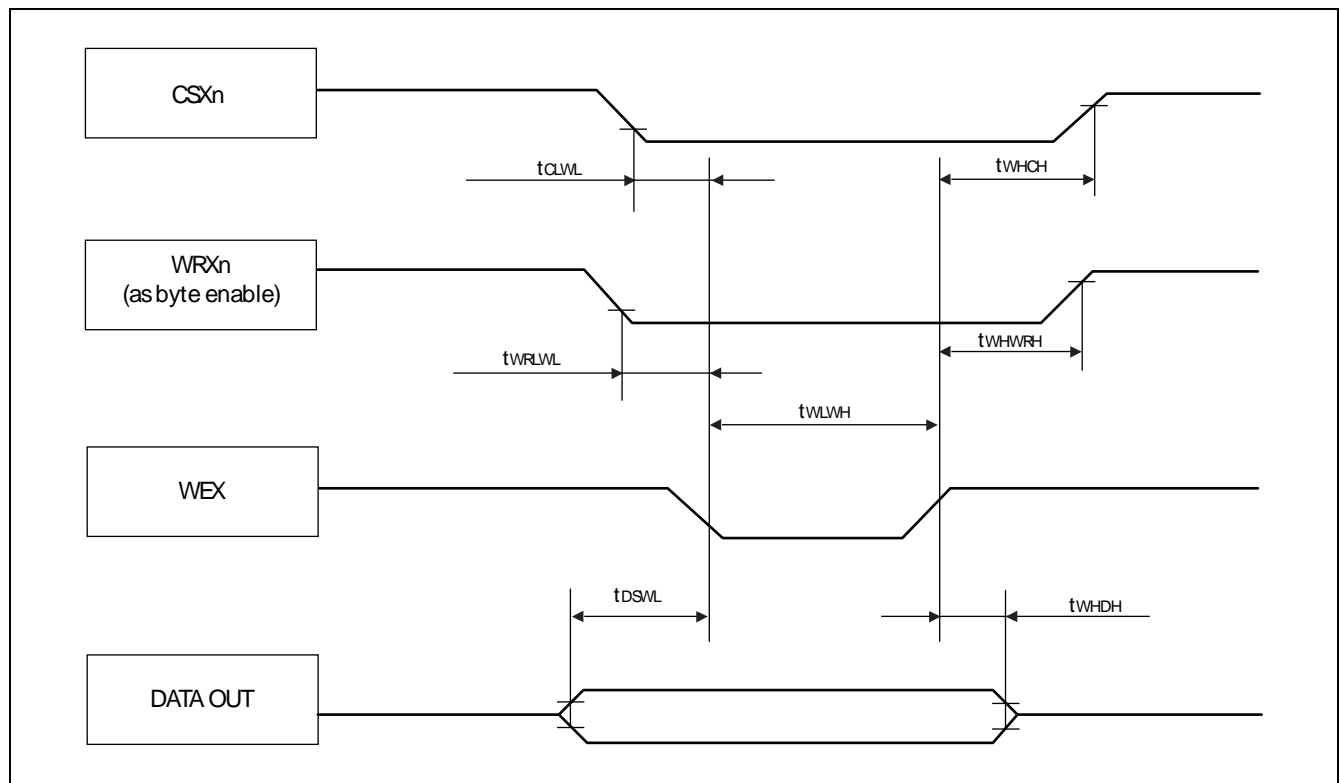 CSXn
tCLWL
tWHCH
WRXn
(as byte enable)
tWRLWL
tWHWRH
tWLWH
WEX
tDSWL
tWHDH
DATA OUT